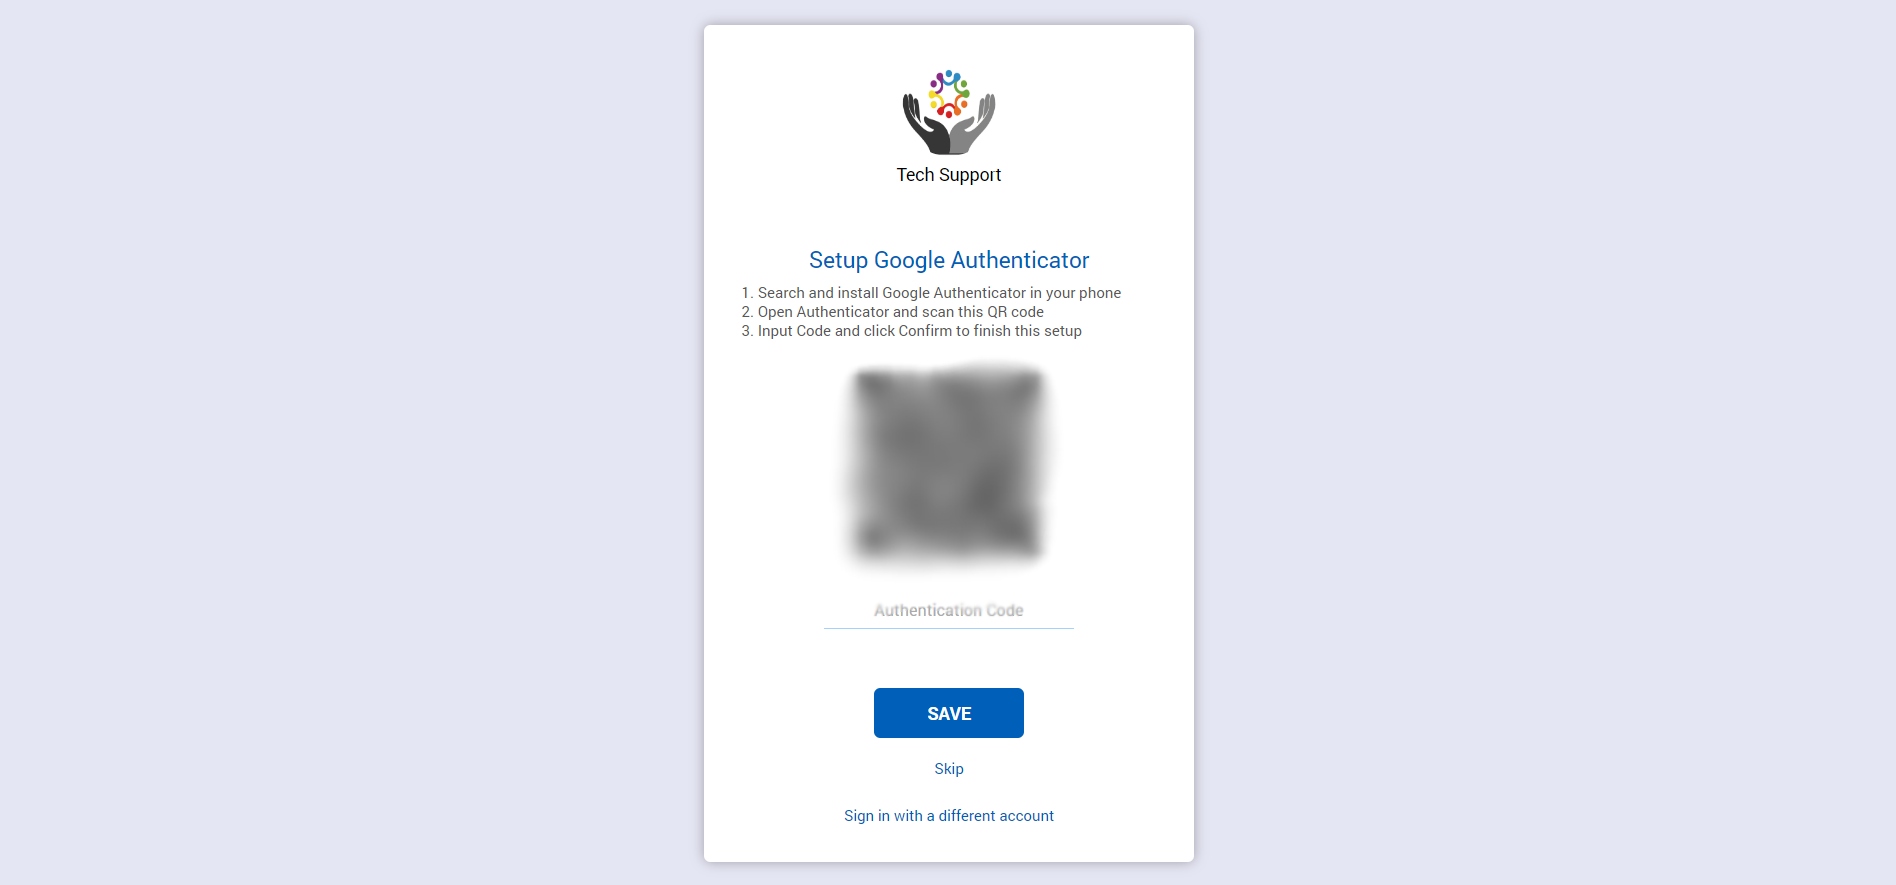 Tech Support
Setup Google Authenticator
1. Search and install Google Authenticator in your phone
2. Open Authenticator and scan this QR code
3. Input Code and click Confirm to finish this setup
Authentication Code
SAVE
Skip
Sign in with a different account